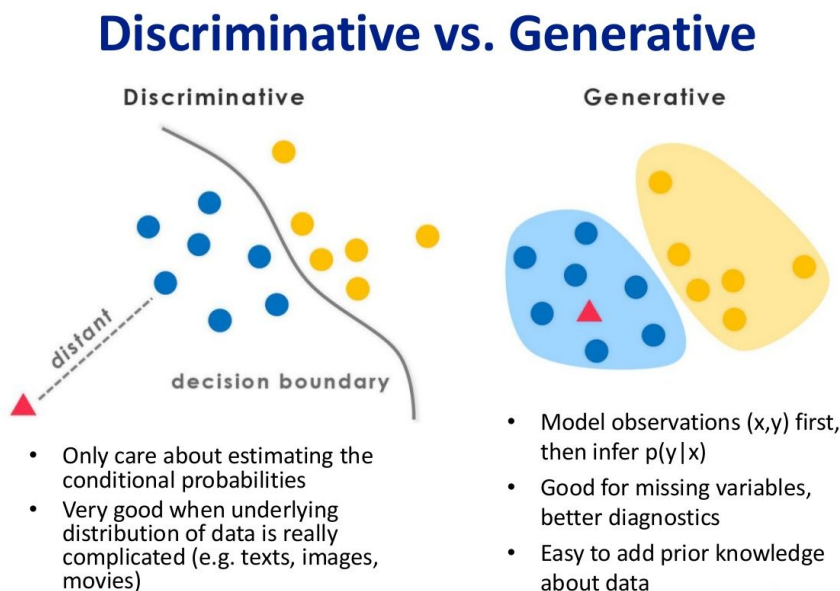 Discriminative vs. Generative
Discriminative
distant
decision boundary
• Only care about estimating the
conditional probabilities
• Very good when underlying
distribution of data is really
complicated (e.g. texts, images,
movies)
Generative
• Model observations (x,y) first,
then infer p(y|x)
• Good for missing variables,
better diagnostics
• Easy to add prior knowledge
about data